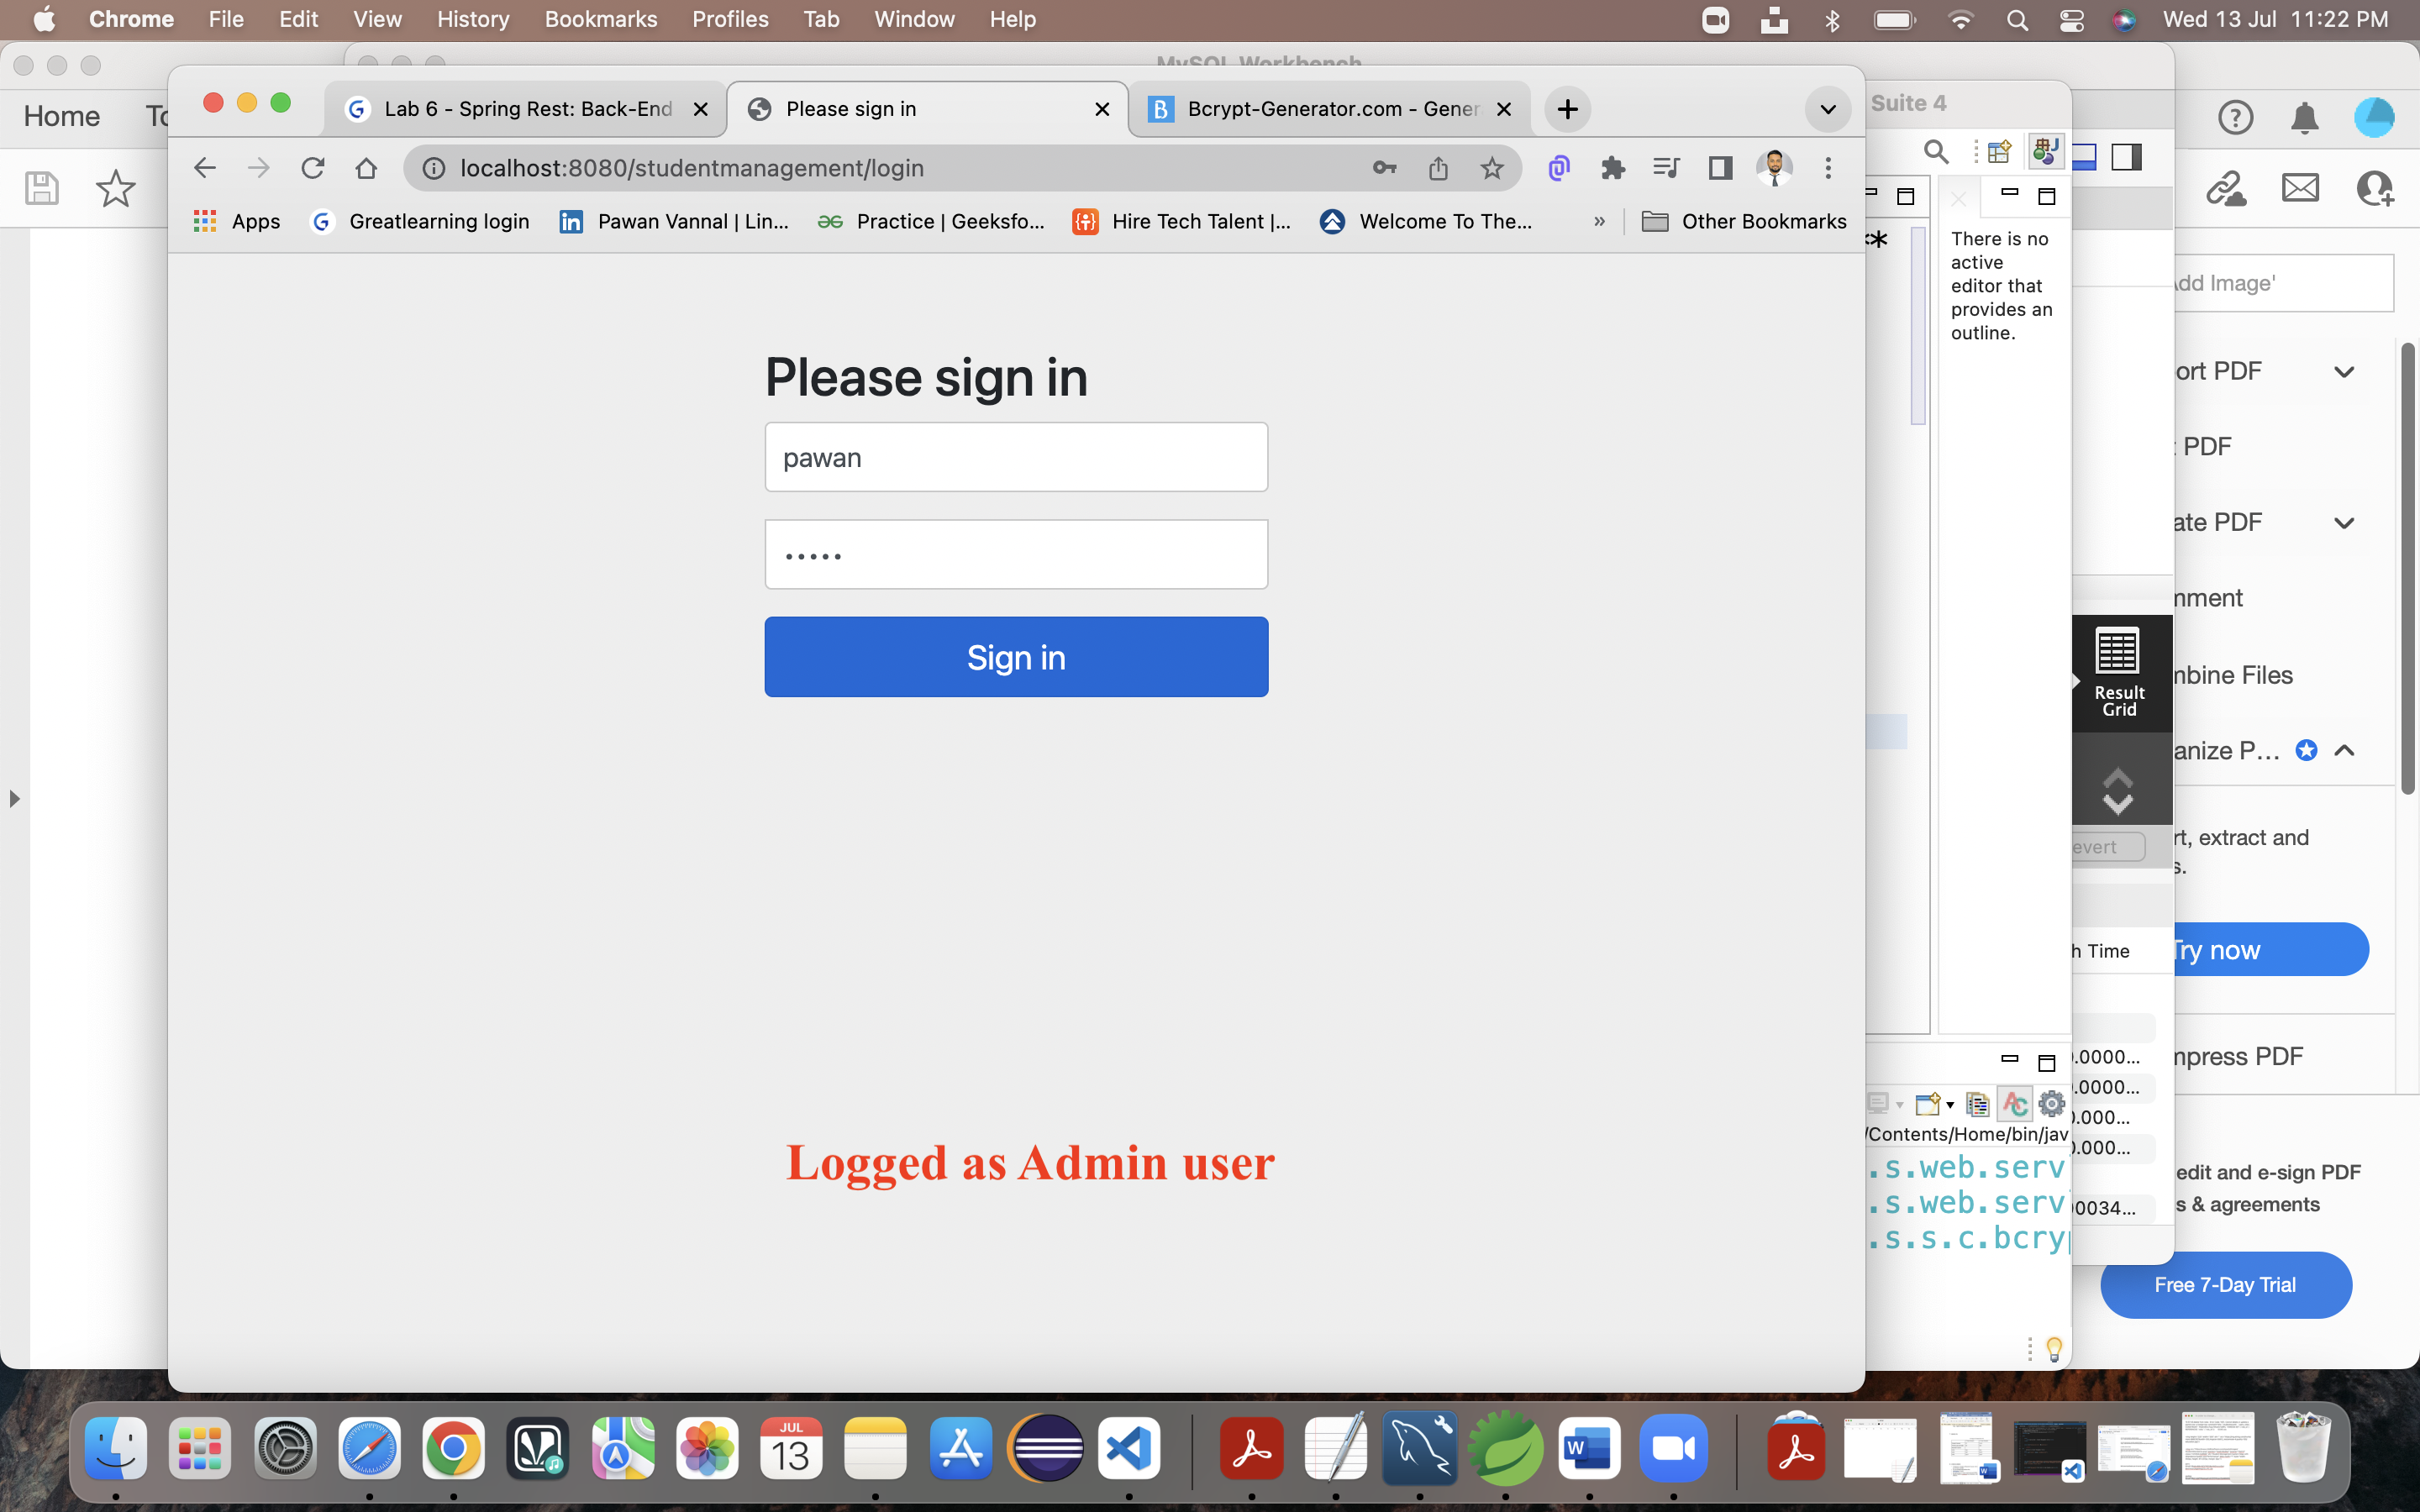 Chrome File Edit View History Bookmarks Profiles Tab Window Help Wed 13 Jul 11:22 PM
MySQL Workbench
Home
Lab 6 - Spring Rest: Back-End
Please sign in
Bcrypt-Generator.com - Gener
Suite 4
localhost:8080/studentmanagement/login
Apps Greatlearning login Pawan Vannal | Lin... Practice | Geeksfo... Hire Tech Talent |... Welcome To The... » Other Bookmarks
There is no
active
editor that
provides an
outline.
Add Image'
Please sign in
pawan
•••••
Sign in
ort PDF
PDF
ate PDF
mment
mbine Files
Result
Grid
anize P...
rt, extract and
s.
evert
Try now
h Time
mpress PDF
.0000...
.0000...
.000...
.000...
0034...
/Contents/Home/bin/jav
.s.web.serv
.s.web.serv
.s.s.c.bcry
edit and e-sign PDF
s & agreements
Free 7-Day Trial
Logged as Admin user
JUL
13